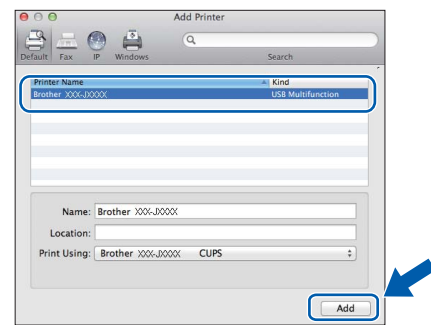 Add Printer
Default Fax IP Windows Search
Printer Name Kind
Brother XXX-JXXXX USB Multifunction
Name: Brother XXX-JXXXX
Location:
Print Using: Brother XXX-JXXXX CUPS
Add